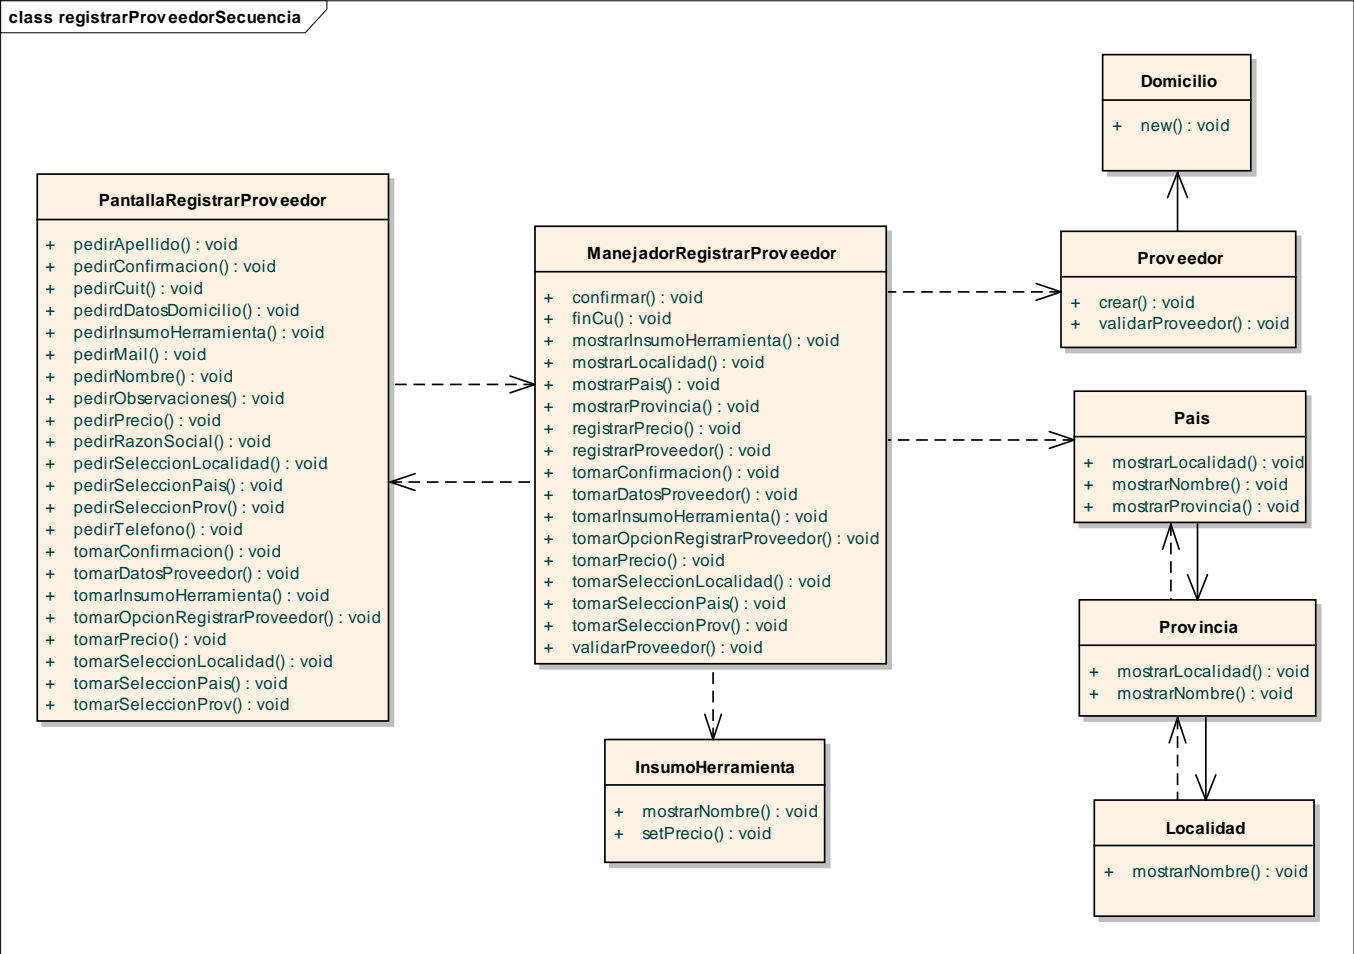 class registrarProveedorSecuencia
Domicilio
+ new() : void
PantallaRegistrarProveedor
+ pedirApellido() : void
+ pedirConfirmacion() : void
+ pedirCuit() : void
+ pedirdDatosDomicilio() : void
+ pedirInsumoHerramienta() : void
+ pedirMail() : void
+ pedirNombre() : void
+ pedirObservaciones() : void
+ pedirPrecio() : void
+ pedirRazonSocial() : void
+ pedirSeleccionLocalidad() : void
+ pedirSeleccionPais() : void
+ pedirSeleccionProv() : void
+ pedirTelefono() : void
+ tomarConfirmacion() : void
+ tomarDatosProveedor() : void
+ tomarInsumoHerramienta() : void
+ tomarOpcionRegistrarProveedor() : void
+ tomarPrecio() : void
+ tomarSeleccionLocalidad() : void
+ tomarSeleccionPais() : void
+ tomarSeleccionProv() : void
ManejadorRegistrarProveedor
+ confirmar() : void
+ finCu() : void
+ mostrarInsumoHerramienta() : void
+ mostrarLocalidad() : void
+ mostrarPais() : void
+ mostrarProvincia() : void
+ registrarPrecio() : void
+ registrarProveedor() : void
+ tomarConfirmacion() : void
+ tomarDatosProveedor() : void
+ tomarInsumoHerramienta() : void
+ tomarOpcionRegistrarProveedor() : void
+ tomarPrecio() : void
+ tomarSeleccionLocalidad() : void
+ tomarSeleccionPais() : void
+ tomarSeleccionProv() : void
+ validarProveedor() : void
Proveedor
+ crear() : void
+ validarProveedor() : void
Pais
+ mostrarLocalidad() : void
+ mostrarNombre() : void
+ mostrarProvincia() : void
Provincia
+ mostrarLocalidad() : void
+ mostrarNombre() : void
InsumoHerramienta
+ mostrarNombre() : void
+ setPrecio() : void
Localidad
+ mostrarNombre() : void